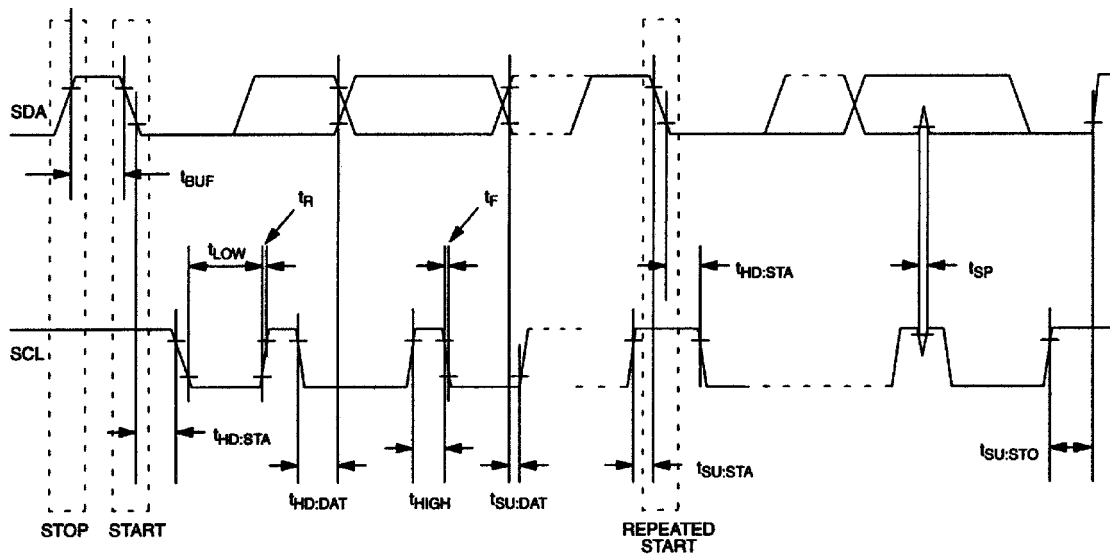 SDA
tBUF
tR
tF
tLOW
tHD:STA
tSP
SCL
tHD:STA
tSU:STA
tSU:STO
tHD:DAT
tHIGH
tSU:DAT
STOP
START
REPEATED
START